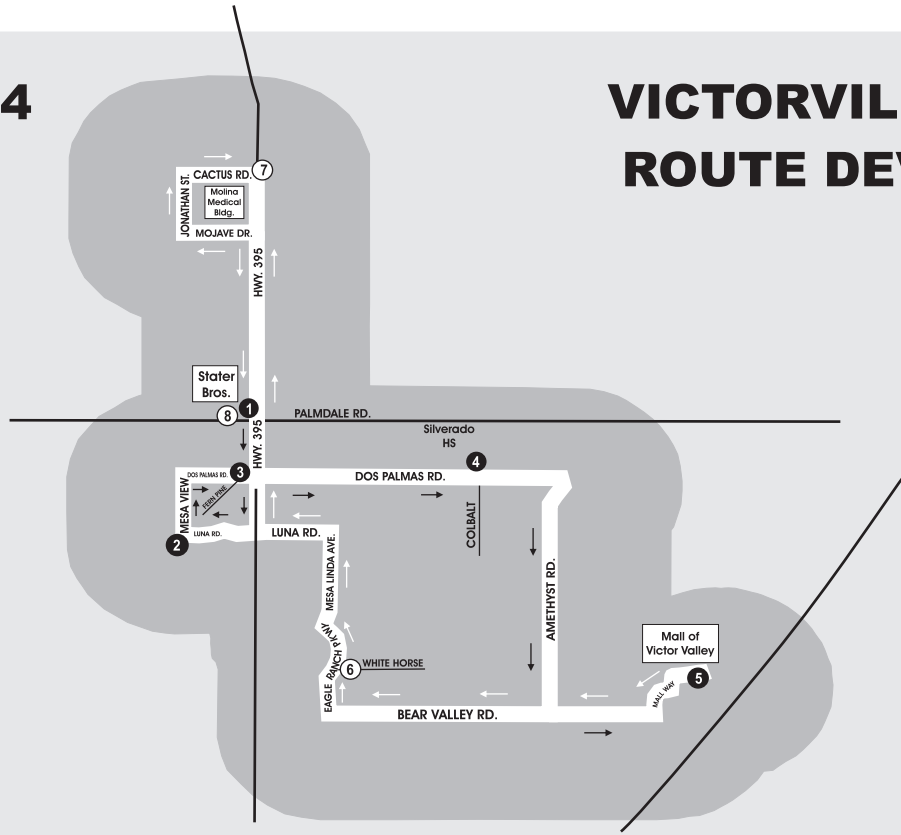 4
VICTORVIL
ROUTE DEV
7
CACTUS RD.
JONATHAN ST.
Molina
Medical
Bldg.
MOJAVE DR.
HWY. 395
Stater
Bros.
8
1
PALMDALE RD.
HWY. 395
Silverado
HS
4
3
DOS PALMAS RD.
DOS PALMAS RD.
MESA VIEW
FERN PINE
COLBALT
LUNA RD.
LUNA RD.
2
MESA LINDA AVE.
AMETHYST RD.
EAGLE RANCH PKWY.
6
WHITE HORSE
Mall of
Victor Valley
5
MALL WAY
BEAR VALLEY RD.